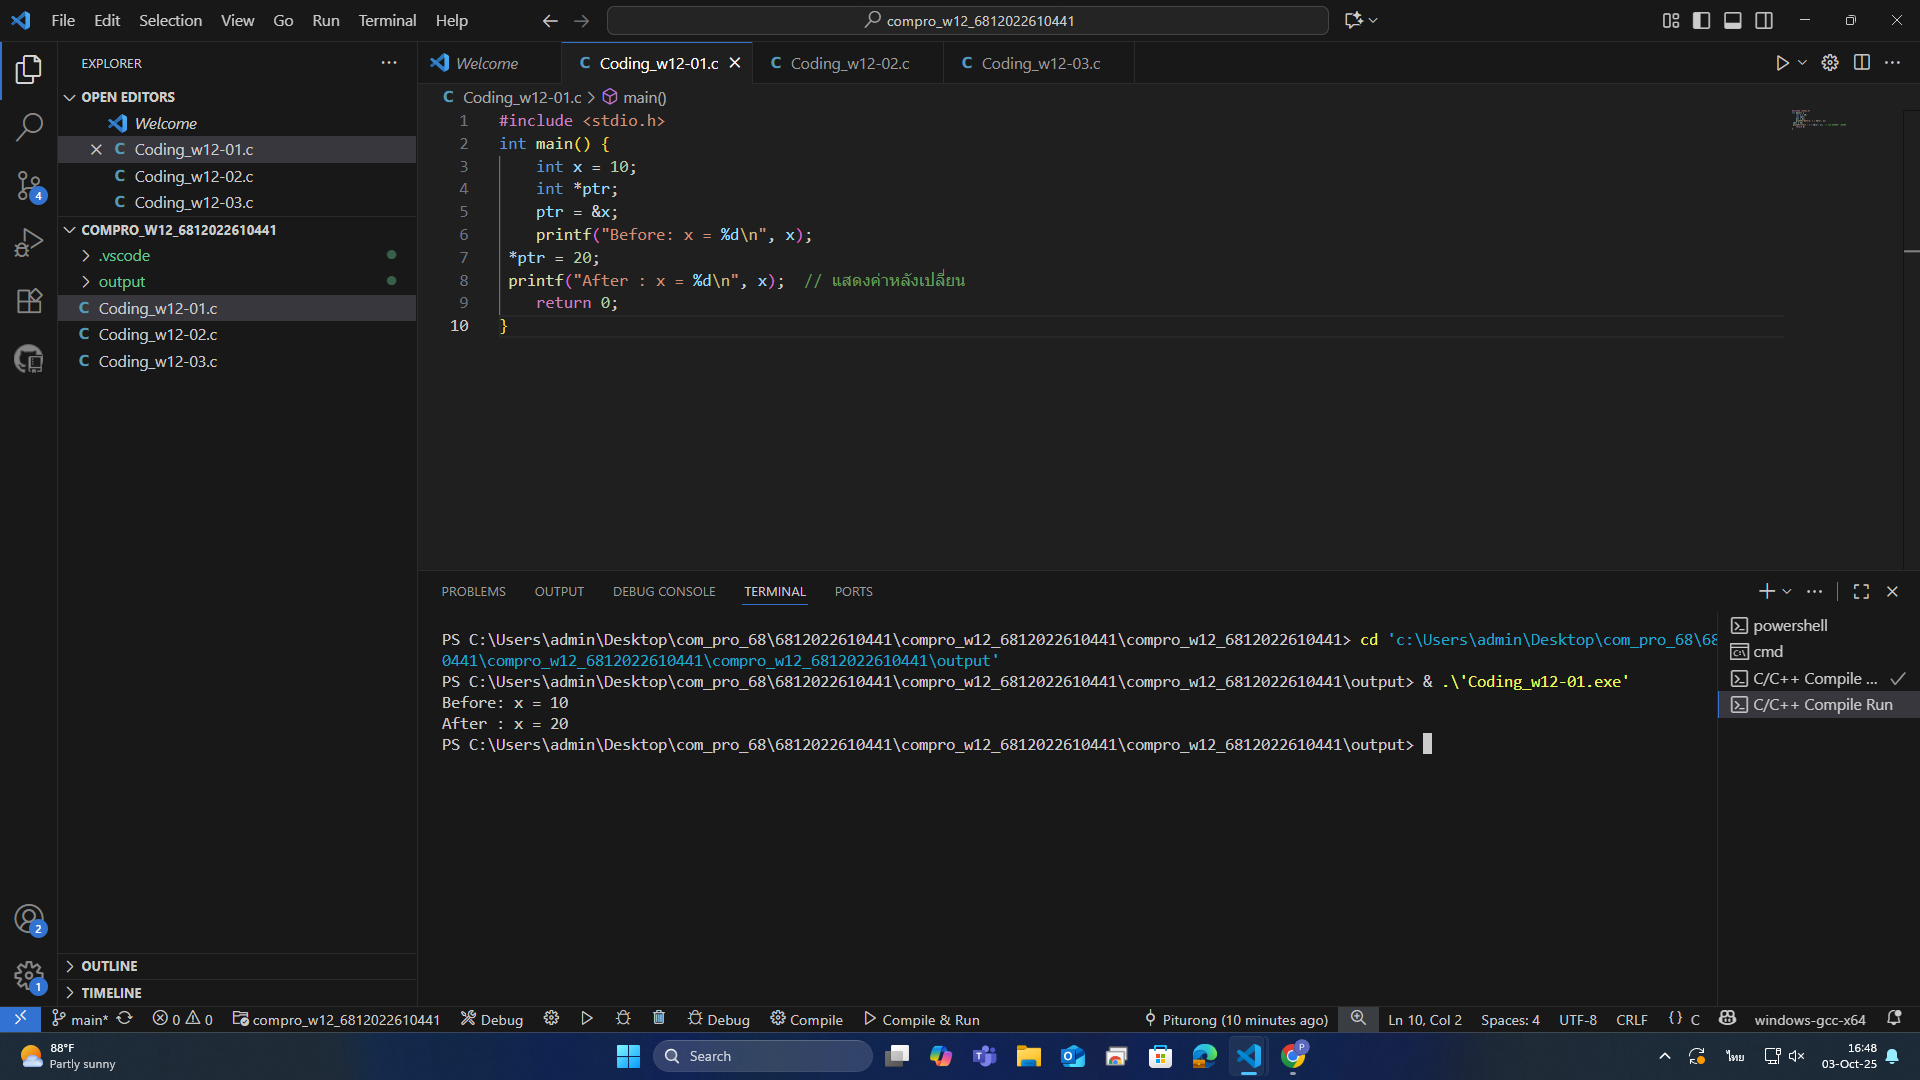 File Edit Selection View Go Run Terminal Help
compro_w12_6812022610441
EXPLORER
OPEN EDITORS
Welcome
Coding_w12-01.c
Coding_w12-02.c
Coding_w12-03.c
COMPRO_W12_6812022610441
.vscode
output
Coding_w12-01.c
Coding_w12-02.c
Coding_w12-03.c
OUTLINE
TIMELINE
4
2
1
Welcome
Coding_w12-01.c
Coding_w12-02.c
Coding_w12-03.c
Coding_w12-01.c > main()
1 #include <stdio.h>
2 int main() {
3 int x = 10;
4 int *ptr;
5 ptr = &x;
6 printf("Before: x = %d\n", x);
7 *ptr = 20;
8 printf("After : x = %d\n", x); // แสดงค่าหลังเปลี่ยน
9 return 0;
10 }
PROBLEMS OUTPUT DEBUG CONSOLE TERMINAL PORTS
PS C:\Users\admin\Desktop\com_pro_68\6812022610441\compro_w12_6812022610441\compro_w12_6812022610441> cd 'c:\Users\admin\Desktop\com_pro_68\68
0441\compro_w12_6812022610441\compro_w12_6812022610441\output'
PS C:\Users\admin\Desktop\com_pro_68\6812022610441\compro_w12_6812022610441\compro_w12_6812022610441\output> & .\'Coding_w12-01.exe'
Before: x = 10
After : x = 20
PS C:\Users\admin\Desktop\com_pro_68\6812022610441\compro_w12_6812022610441\compro_w12_6812022610441\output>
powershell
cmd
C/C++ Compile ...
C/C++ Compile Run
main* 0 0 compro_w12_6812022610441 Debug Debug Compile Compile & Run Piturong (10 minutes ago) Ln 10, Col 2 Spaces: 4 UTF-8 CRLF {} C windows-gcc-x64
88°F
Partly sunny
Search
P
ไทย
16:48
03-Oct-25